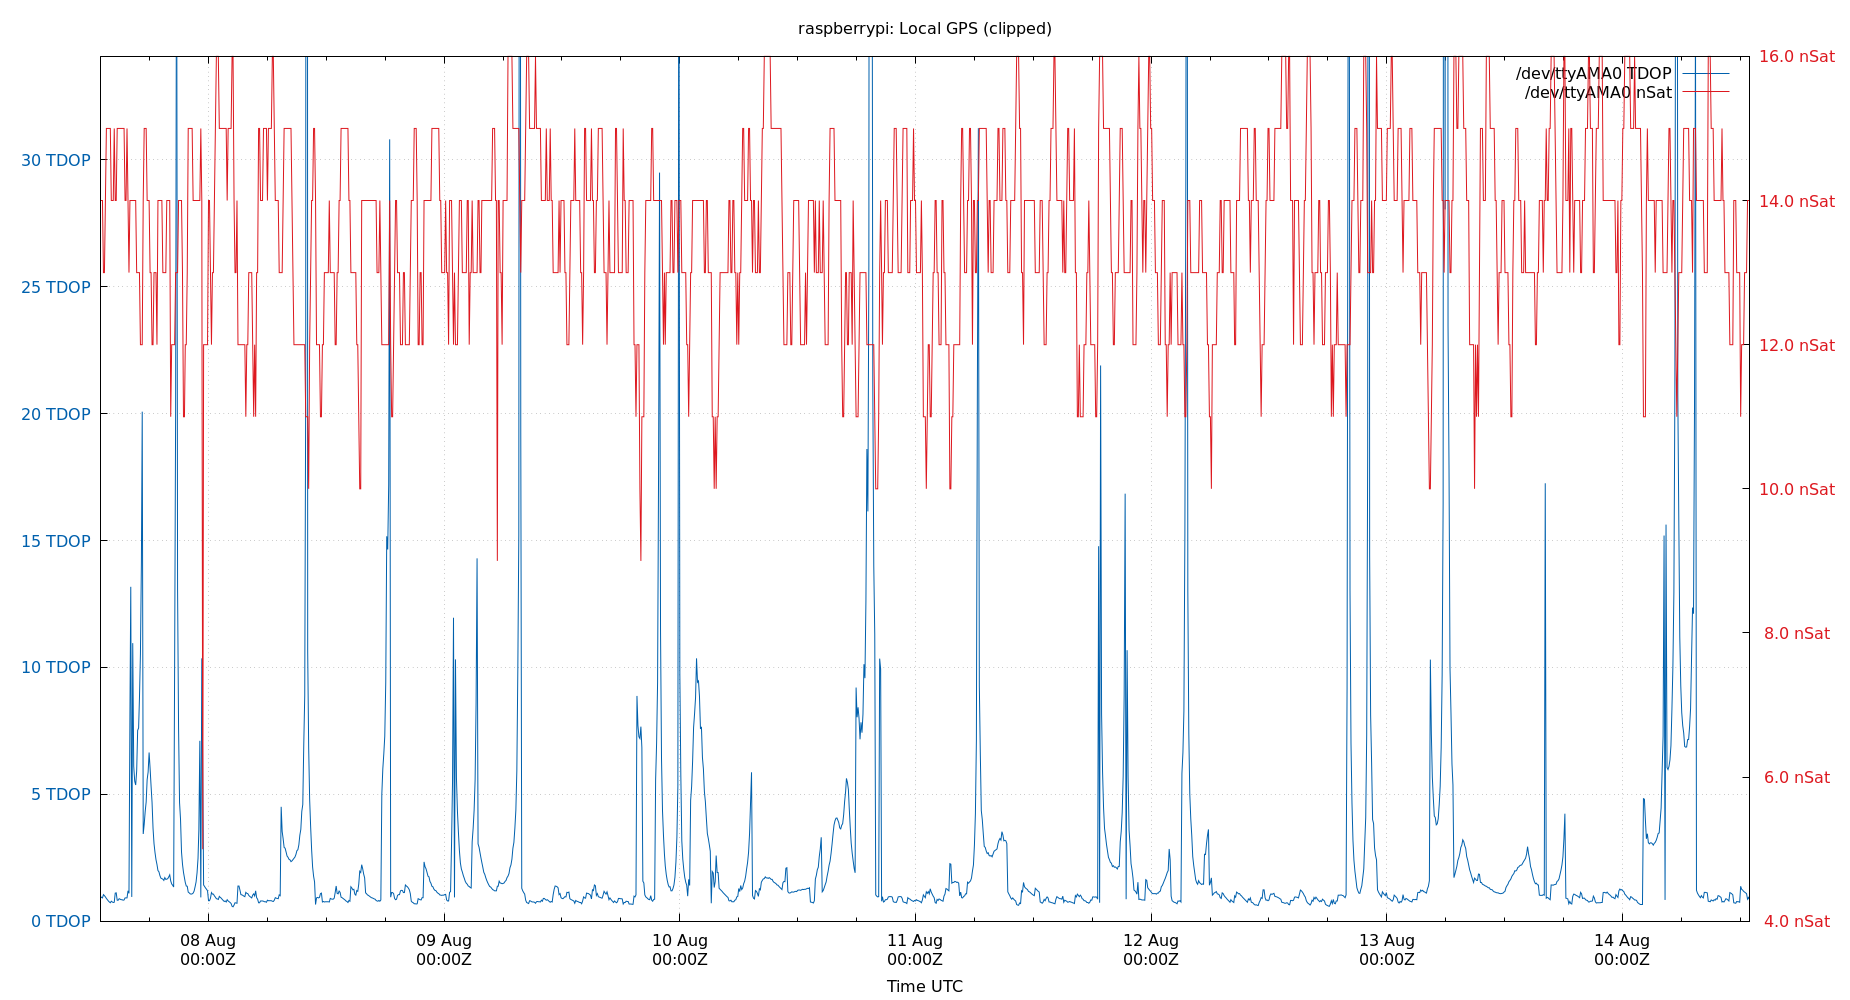 raspberrypi: Local GPS (clipped)
/dev/ttyAMA0 TDOP
/dev/ttyAMA0 nSat
30 TDOP
25 TDOP
20 TDOP
15 TDOP
10 TDOP
5 TDOP
0 TDOP
16.0 nSat
14.0 nSat
12.0 nSat
10.0 nSat
8.0 nSat
6.0 nSat
4.0 nSat
08 Aug
00:00Z
09 Aug
00:00Z
10 Aug
00:00Z
11 Aug
00:00Z
12 Aug
00:00Z
13 Aug
00:00Z
14 Aug
00:00Z
Time UTC